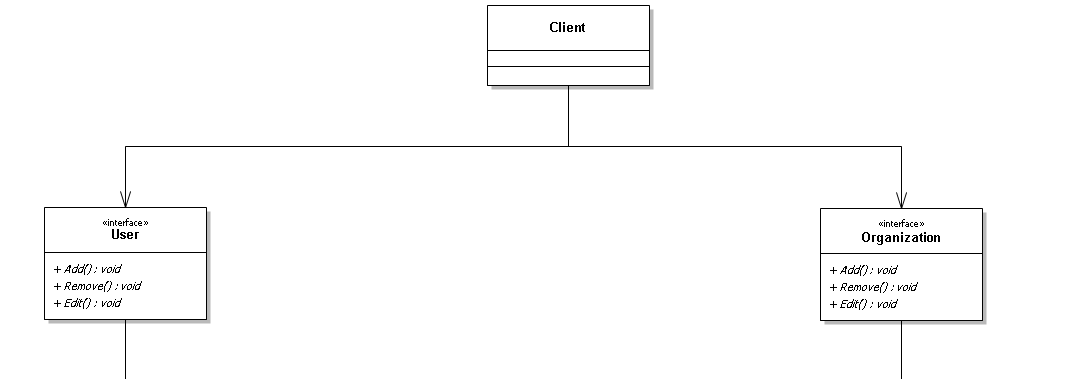 Client
«interface»
User
+ Add() : void
+ Remove() : void
+ Edit() : void
«interface»
Organization
+ Add() : void
+ Remove() : void
+ Edit() : void